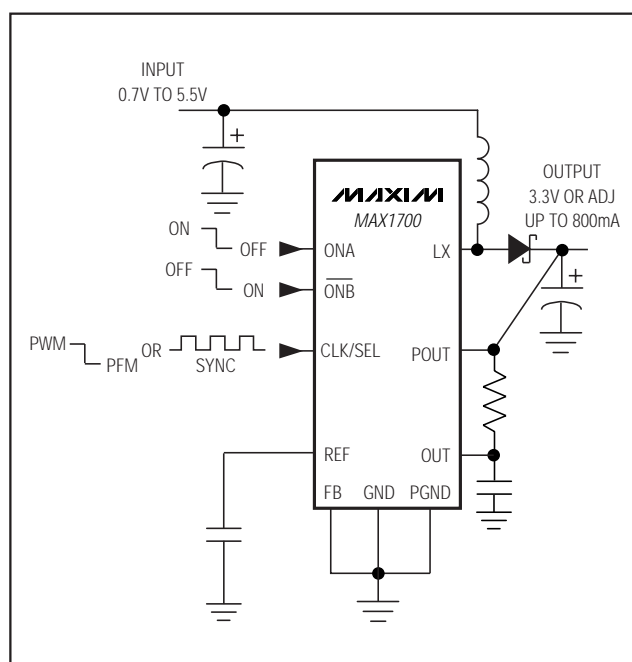 INPUT
0.7V TO 5.5V
+
MAXIM
MAX1700
OUTPUT
3.3V OR ADJ
UP TO 800mA
ON
OFF
ONA
LX
+
OFF
ON
ONB
PWM
PFM
OR
SYNC
CLK/SEL
POUT
REF
OUT
FB GND PGND